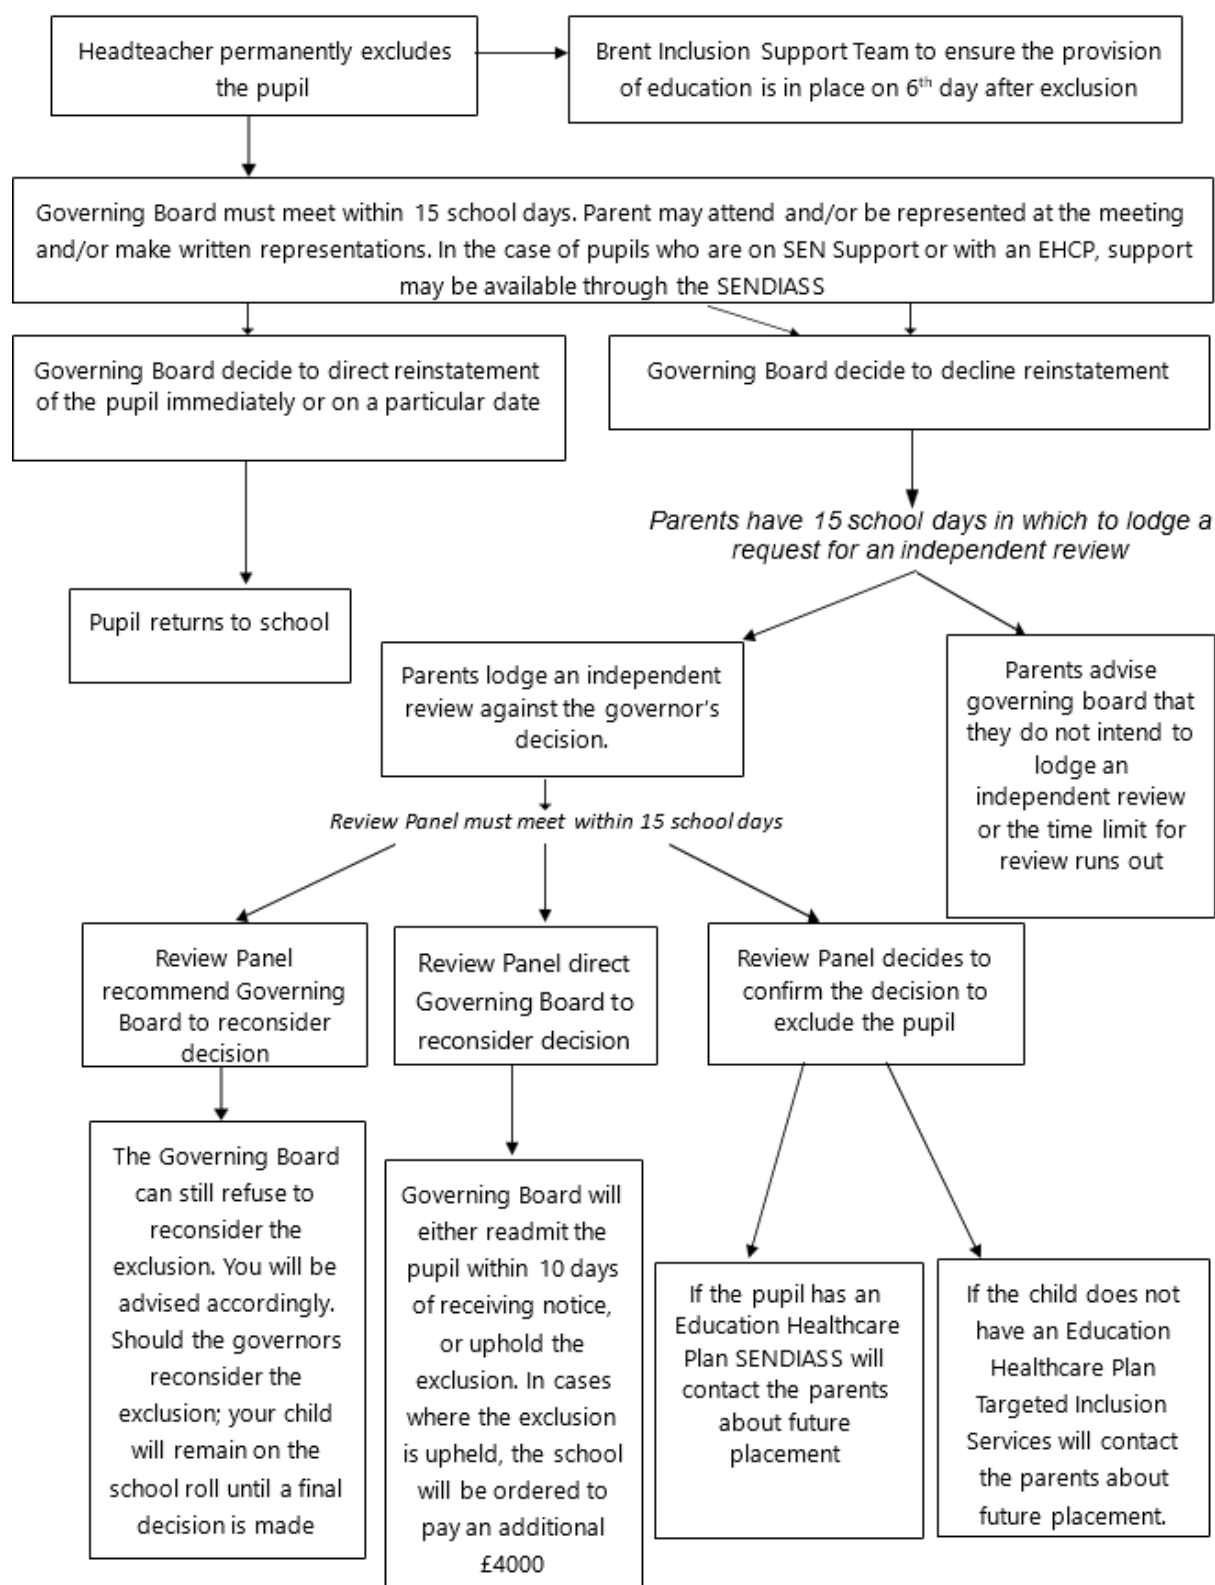 Headteacher permanently excludes
the pupil
Brent Inclusion Support Team to ensure the provision
of education is in place on 6th day after exclusion
Governing Board must meet within 15 school days. Parent may attend and/or be represented at the meeting
and/or make written representations. In the case of pupils who are on SEN Support or with an EHCP, support
may be available through the SENDIASS
Governing Board decide to direct reinstatement
of the pupil immediately or on a particular date
Governing Board decide to decline reinstatement
Parents have 15 school days in which to lodge a
request for an independent review
Pupil returns to school
Parents lodge an independent
review against the governor's
decision.
Parents advise
governing board that
they do not intend to
lodge an
independent review
or the time limit for
review runs out
Review Panel must meet within 15 school days
Review Panel
recommend Governing
Board to reconsider
decision
Review Panel direct
Governing Board to
reconsider decision
Review Panel decides to
confirm the decision to
exclude the pupil
The Governing Board
can still refuse to
reconsider the
exclusion. You will be
advised accordingly.
Should the governors
reconsider the
exclusion; your child
will remain on the
school roll until a final
decision is made
Governing Board will
either readmit the
pupil within 10 days
of receiving notice,
or uphold the
exclusion. In cases
where the exclusion
is upheld, the school
will be ordered to
pay an additional
£4000
If the pupil has an
Education Healthcare
Plan SENDIASS will
contact the parents
about future
placement
If the child does not
have an Education
Healthcare Plan
Targeted Inclusion
Services will contact
the parents about
future placement.